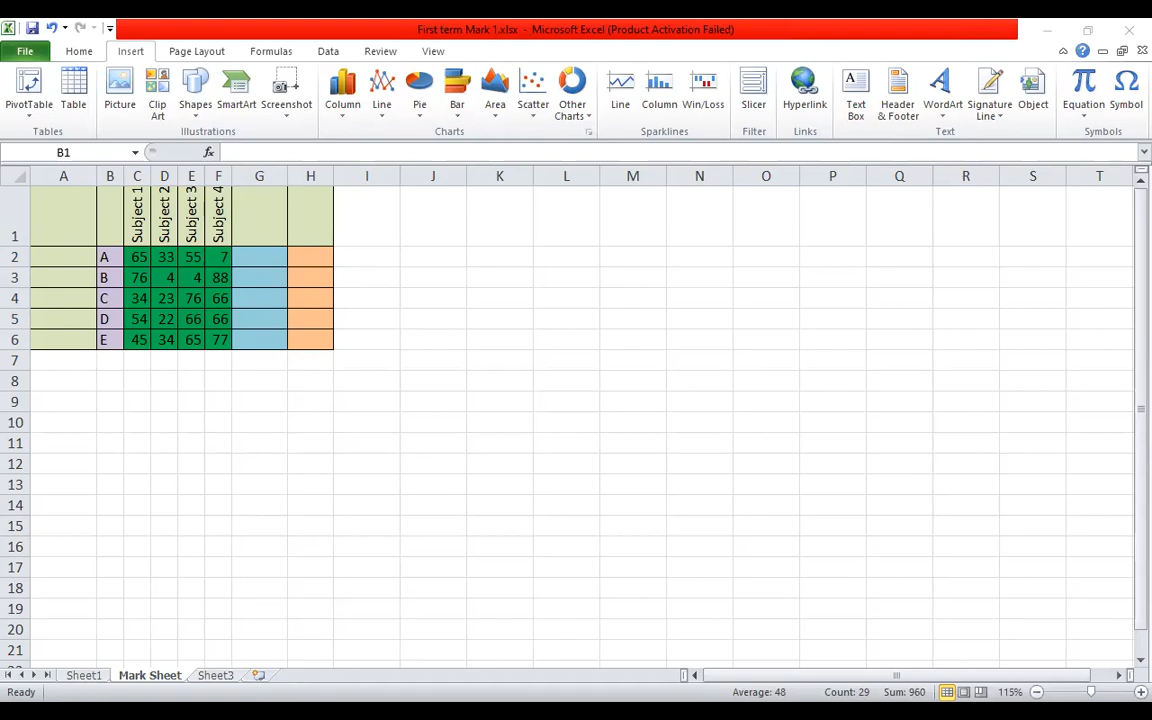 First term Mark 1.xlsx - Microsoft Excel (Product Activation Failed)
File Home Insert Page Layout Formulas Data Review View
PivotTable Table Picture Clip Art Shapes SmartArt Screenshot Column Line Pie Bar Area Scatter Other Charts Line Column Win/Loss Slicer Hyperlink Text Box Header & Footer WordArt Signature Line Object Equation Symbol
Tables Illustrations Charts Sparklines Filter Links Text Symbols
B1 fx
A B C D E F G H I J K L M N O P Q R S T
1 Subject 1 Subject 2 Subject 3 Subject 4
2 A 65 33 55 7
3 B 76 4 4 88
4 C 34 23 76 66
5 D 54 22 66 66
6 E 45 34 65 77
7
8
9
10
11
12
13
14
15
16
17
18
19
20
21
Sheet1 Mark Sheet Sheet3
Ready Average: 48 Count: 29 Sum: 960 115%